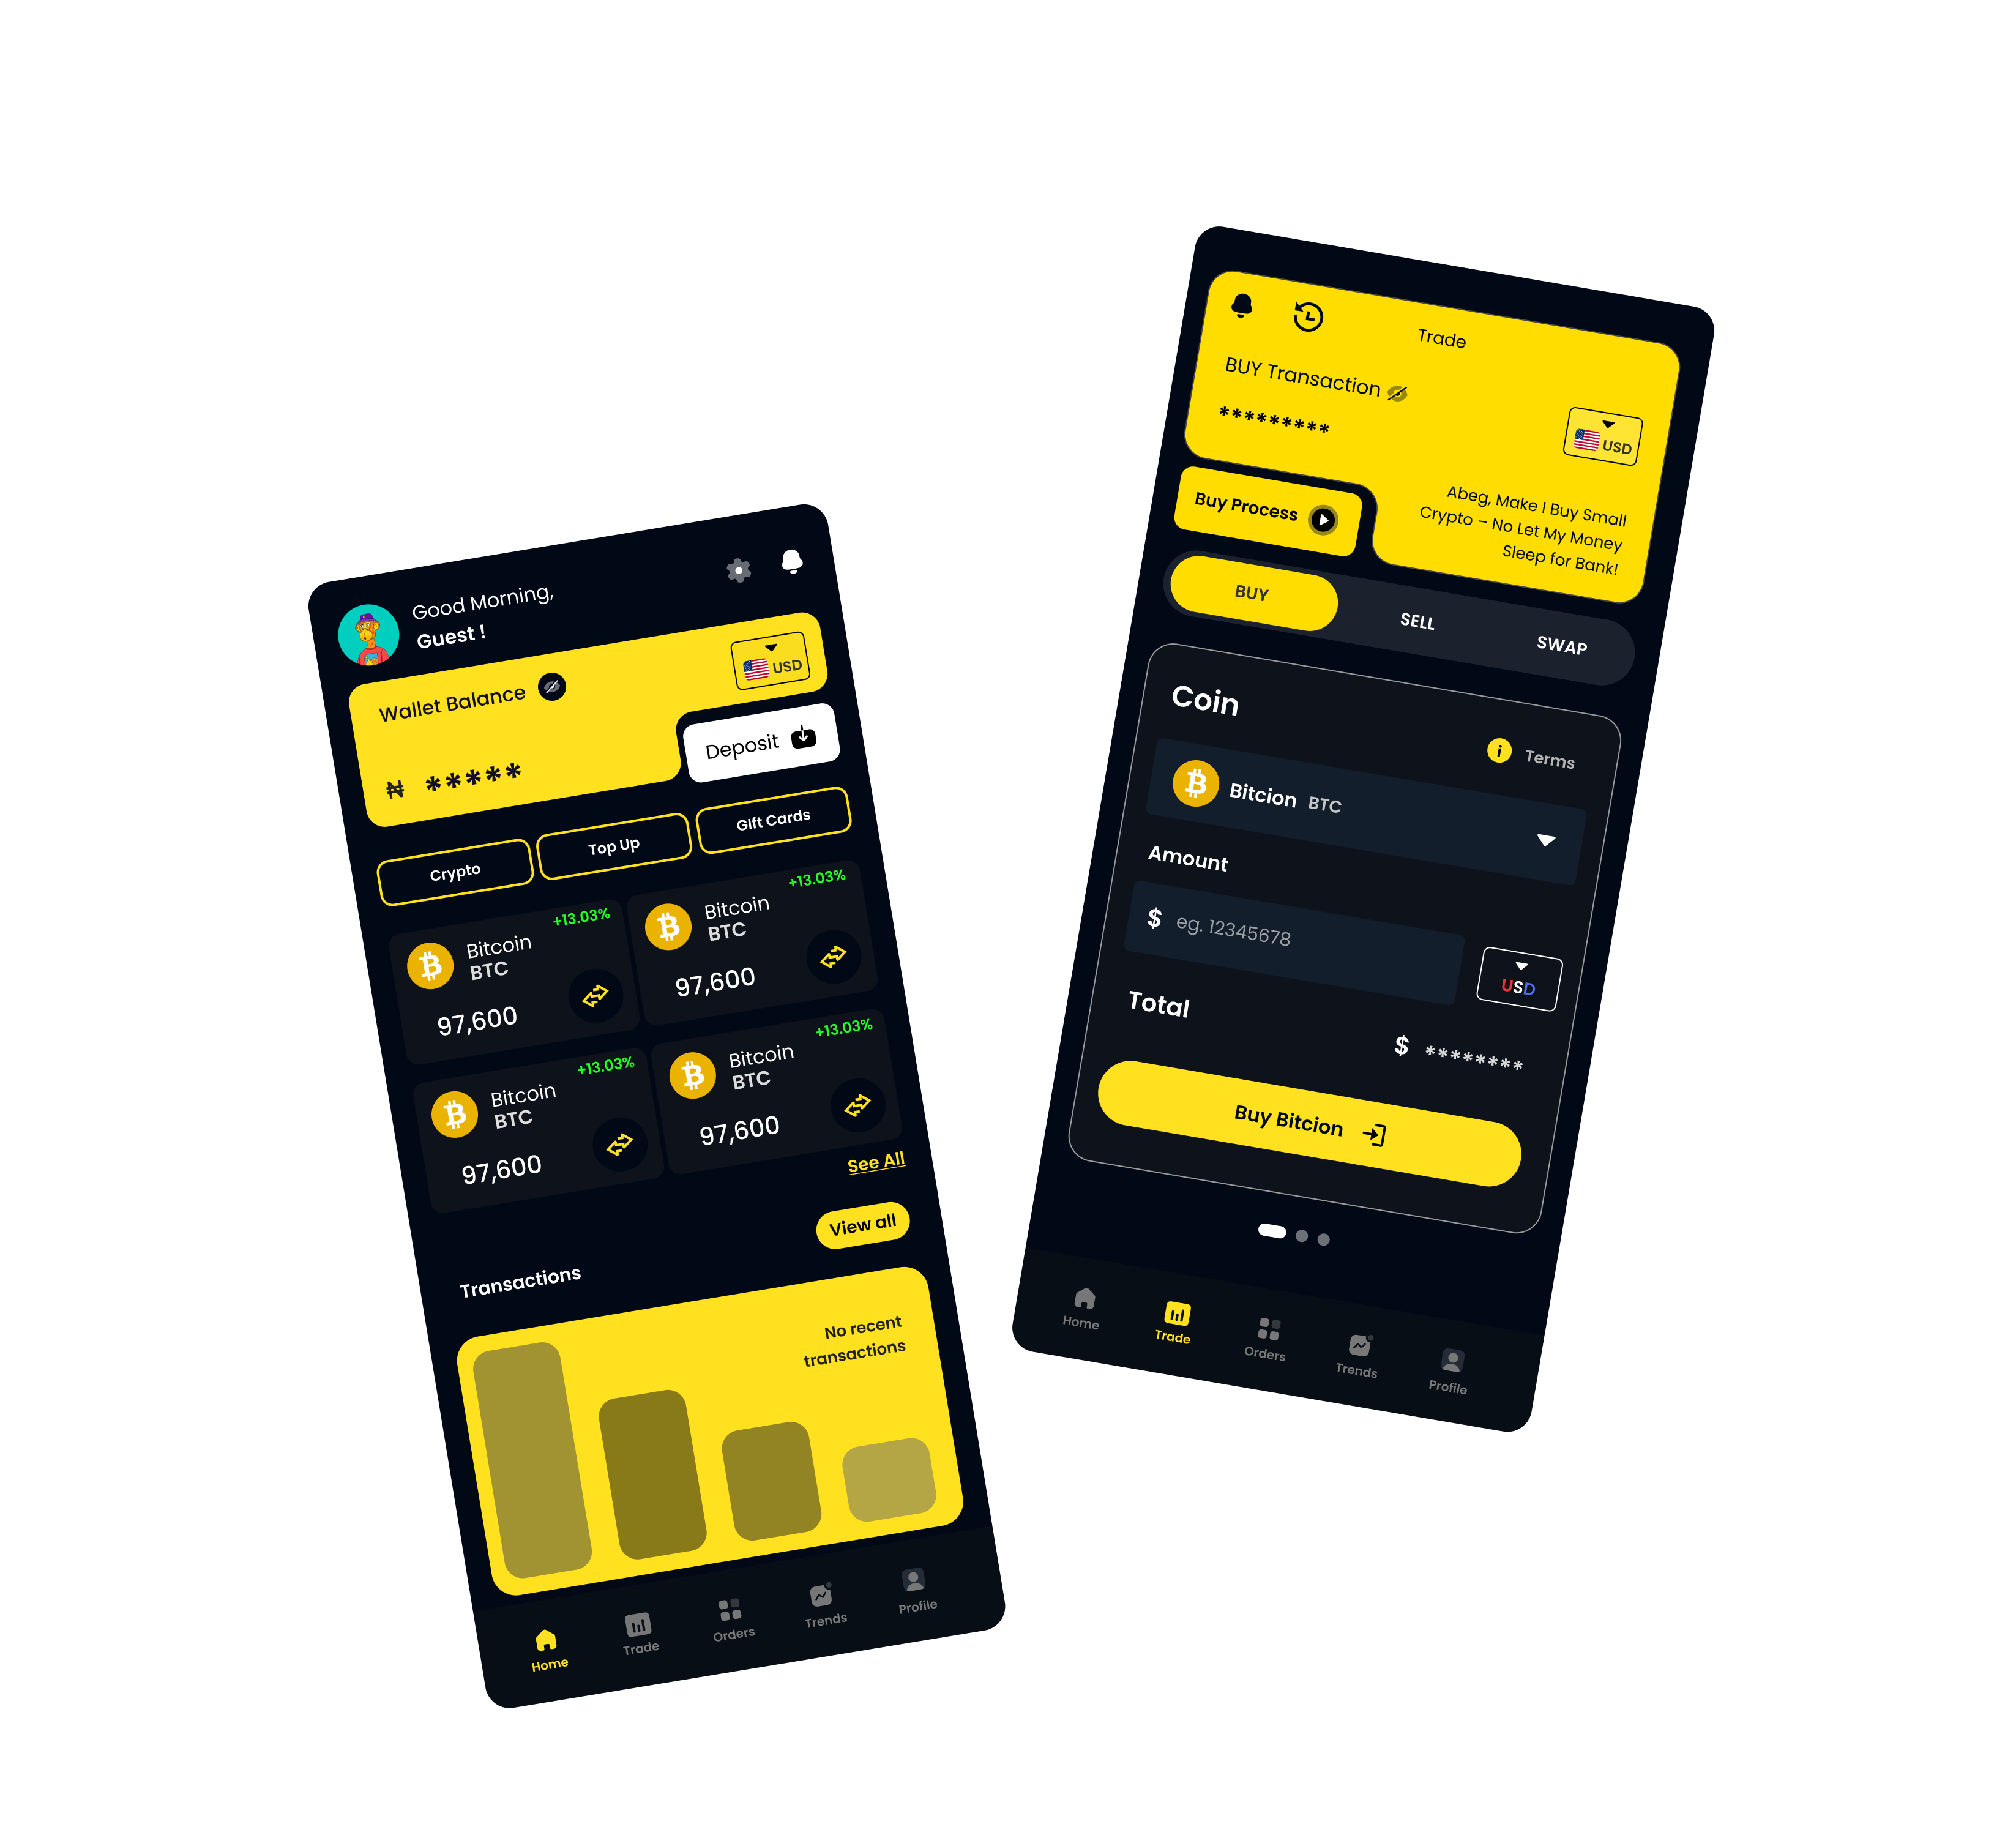 Good Morning,
Guest !
Wallet Balance
USD
₦ *****
Deposit
Crypto
Top Up
GIft Cards
Bitcoin
BTC
+13.03%
97,600
Bitcoin
BTC
+13.03%
97,600
Bitcoin
BTC
+13.03%
97,600
Bitcoin
BTC
+13.03%
97,600
See All
View all
Transactions
No recent
transactions
Home
Trade
Orders
Trends
Profile
Trade
BUY Transaction
*********
USD
Buy Process
Abeg, Make I Buy Small
Crypto – No Let My Money
Sleep for Bank!
BUY
SELL
SWAP
Coin
i Terms
Bitcion BTC
Amount
$ eg. 12345678
USD
Total
$ ********
Buy Bitcion
Home
Trade
Orders
Trends
Profile